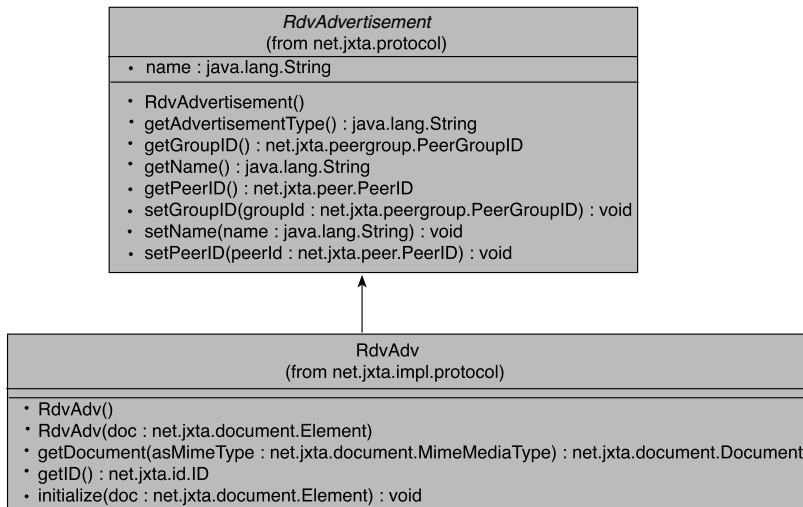 RdvAdvertisement
(from net.jxta.protocol)
• name : java.lang.String
• RdvAdvertisement()
• getAdvertisementType() : java.lang.String
• getGroupID() : net.jxta.peergroup.PeerGroupID
• getName() : java.lang.String
• getPeerID() : net.jxta.peer.PeerID
• setGroupID(groupId : net.jxta.peergroup.PeerGroupID) : void
• setName(name : java.lang.String) : void
• setPeerID(peerId : net.jxta.peer.PeerID) : void
RdvAdv
(from net.jxta.impl.protocol)
• RdvAdv()
• RdvAdv(doc : net.jxta.document.Element)
• getDocument(asMimeType : net.jxta.document.MimeMediaType) : net.jxta.document.Document
• getID() : net.jxta.id.ID
• initialize(doc : net.jxta.document.Element) : void